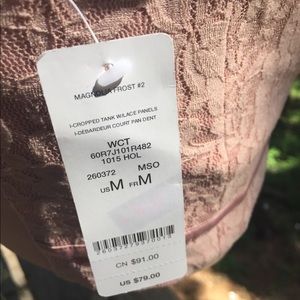 MAGNOLIA FROST #2
I-CROPPED TANK W/LACE PANELS
I-DEBARDEUR COURT PAN DENT
WCT
60R7J101R482
1015 HOL
260372 MSO
US M FR M
CN $91.00
US $79.00